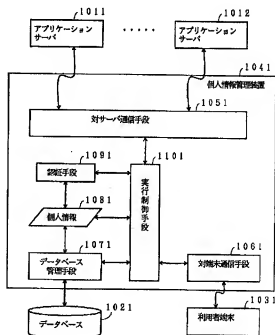 1011
1012
アプリケーション
サーバ
・・・・・
アプリケーション
サーバ
1041
個人情報管理装置
1051
対サーバ通信手段
1091
1101
認証手段
1081
個人情報
実行制御手段
1071
1061
データベース
管理手段
対端末通信手段
1021
1031
データベース
利用者端末